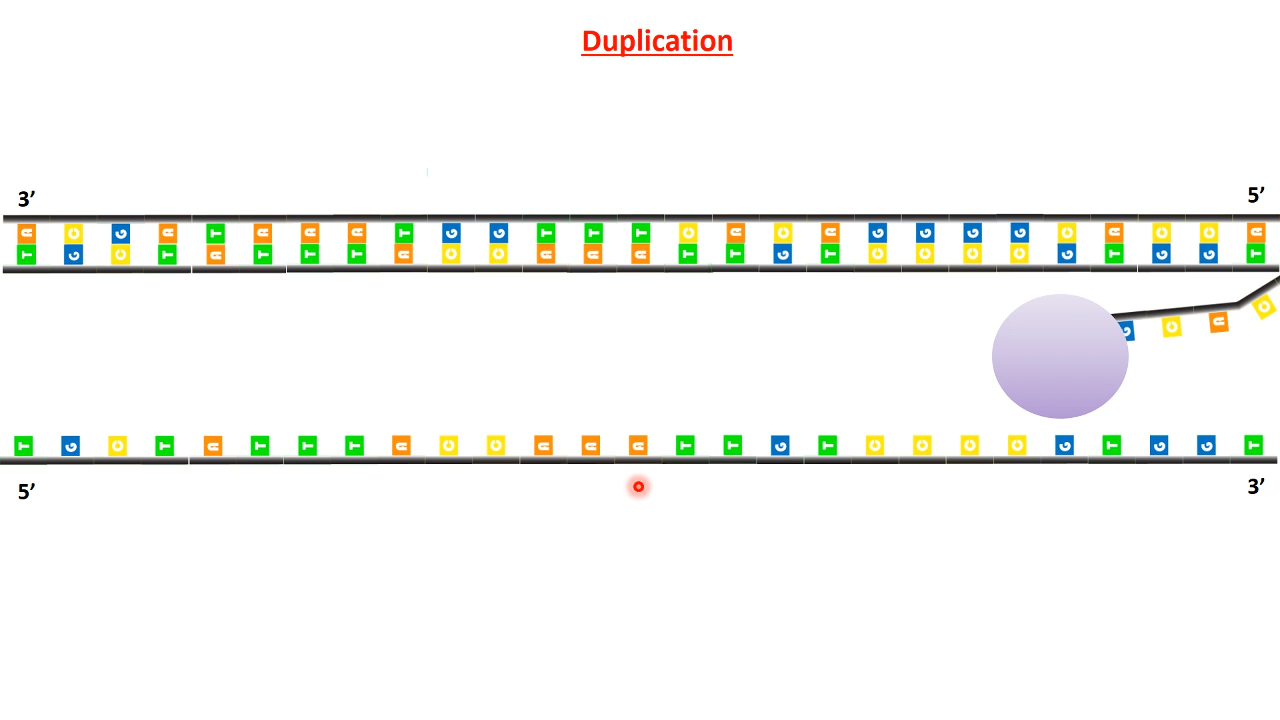 Duplication
3’ 5’
A C G A T A A A T G G T T T C A C A G G G G C A C C A
T G C T A T T T A C C A A A T T G T C C C C G T G G T
G C A C
T G C T A T T T A C C A A A T T G T C C C C G T G G T
5’ 3’